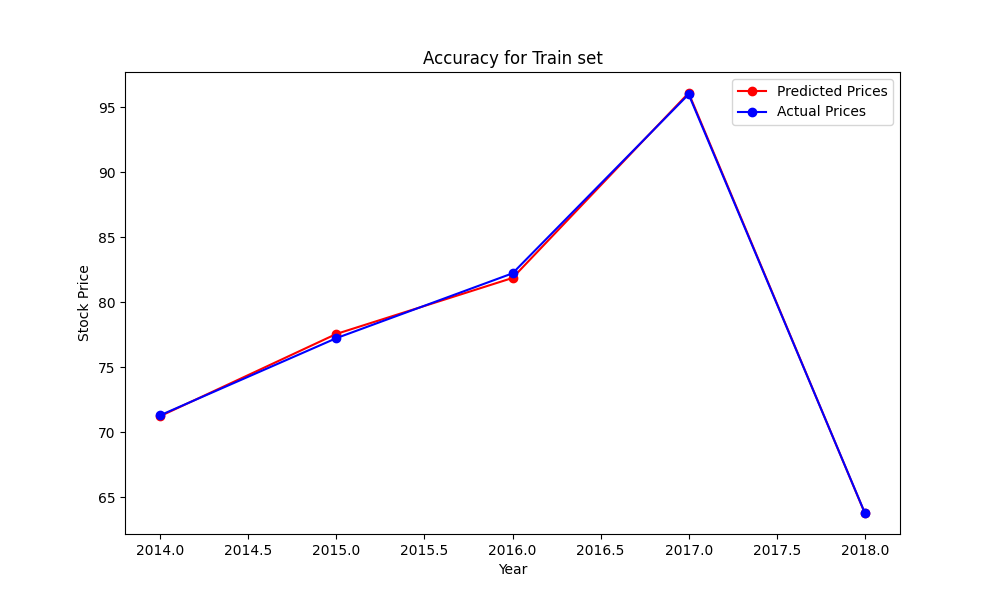 Accuracy for Train set
Predicted Prices
Actual Prices
95
90
85
80
75
70
65
Stock Price
2014.0 2014.5 2015.0 2015.5 2016.0 2016.5 2017.0 2017.5 2018.0
Year